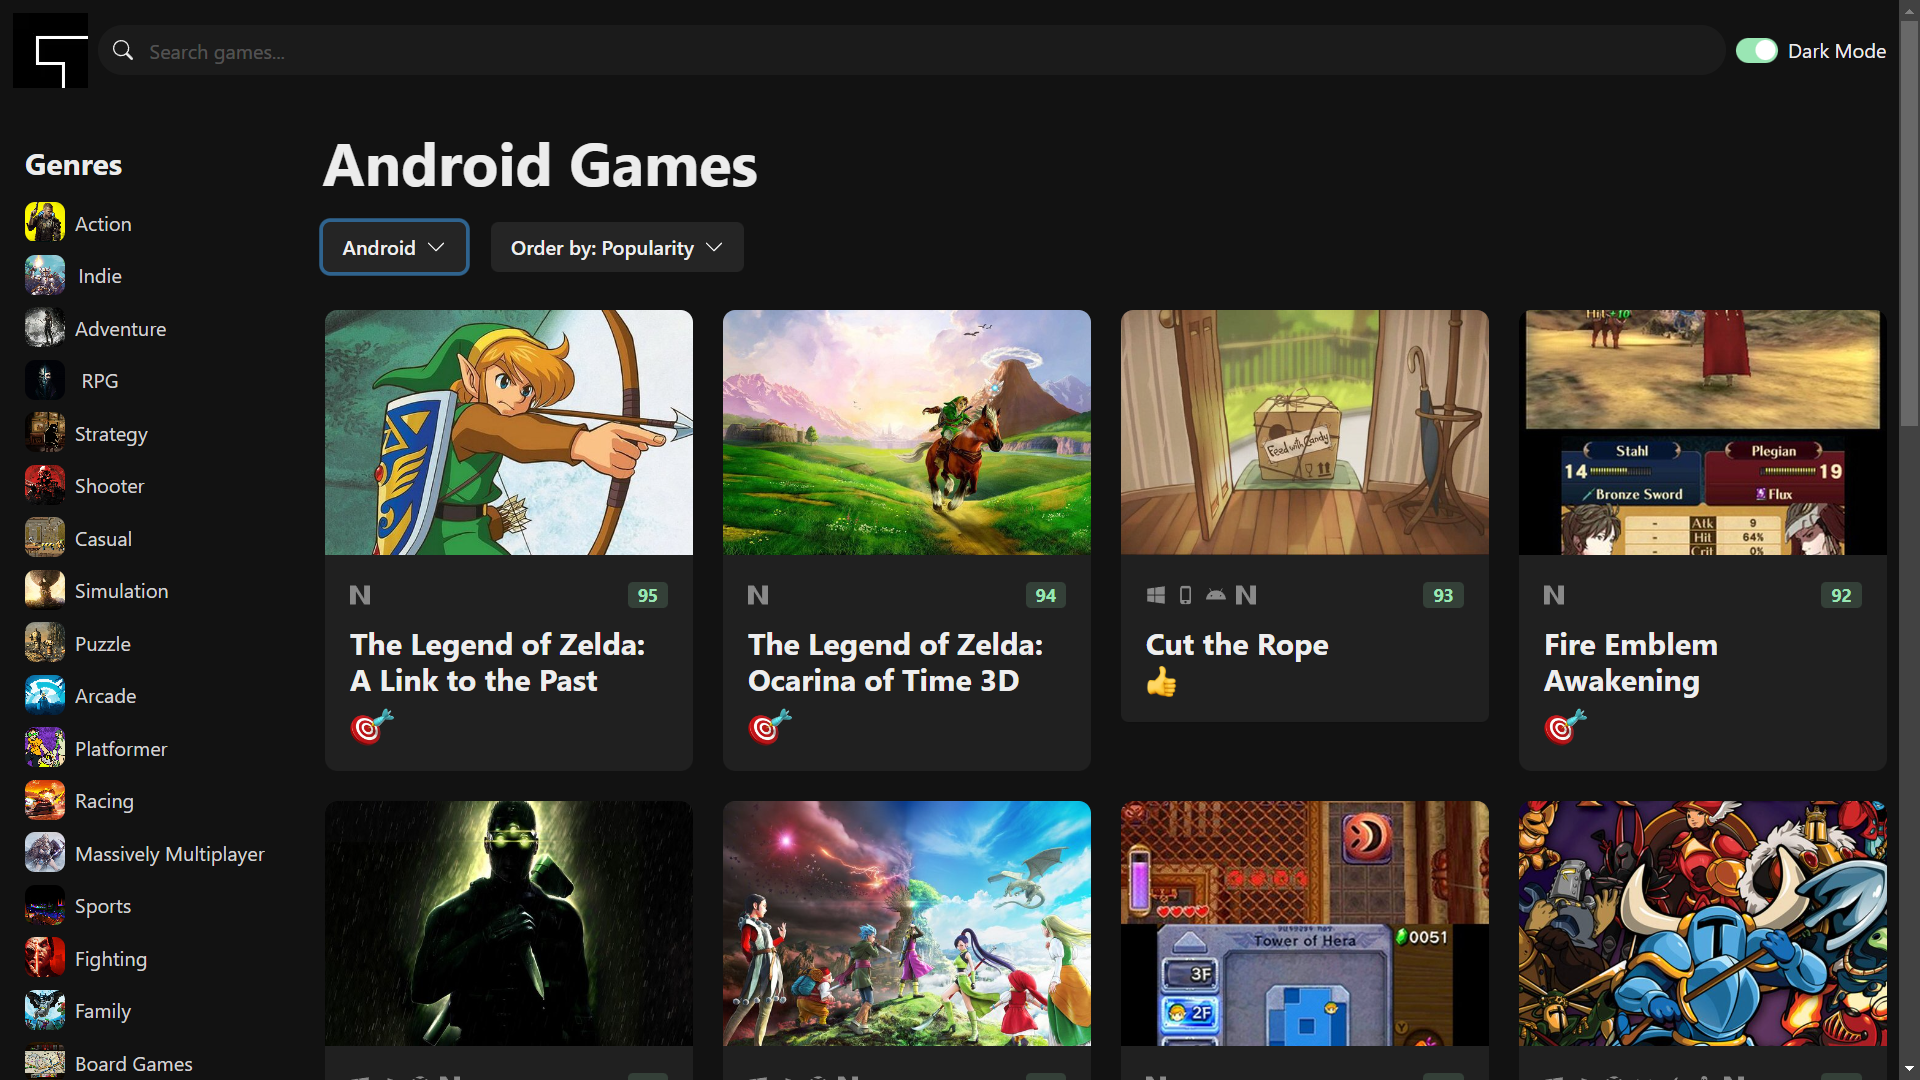 Search games...
Dark Mode
Genres
Action
Indie
Adventure
RPG
Strategy
Shooter
Casual
Simulation
Puzzle
Arcade
Platformer
Racing
Massively Multiplayer
Sports
Fighting
Family
Board Games
Android Games
Android
Order by: Popularity
95
The Legend of Zelda:
A Link to the Past
94
The Legend of Zelda:
Ocarina of Time 3D
Feed with Candy
93
Cut the Rope
Hit +10
Stahl
Plegian
14
19
Bronze Sword
Flux
- Atk 9
- Hit 64%
- Crit 0%
92
Fire Emblem
Awakening
Tower of Hera
0051
3F
2F
Y